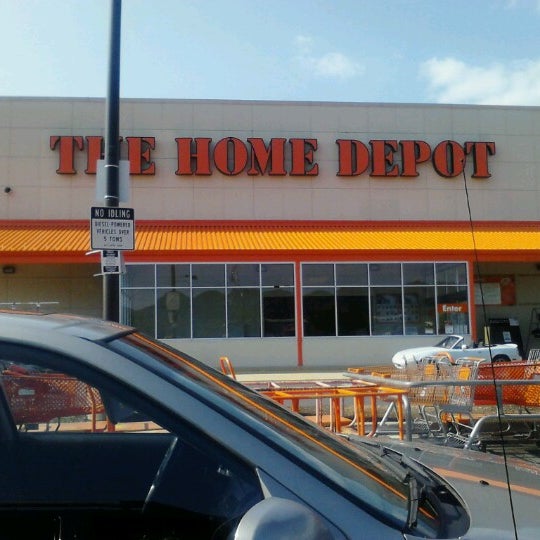 THE HOME DEPOT
NO IDLING
DIESEL-POWERED
VEHICLES OVER
5 TONS
Enter